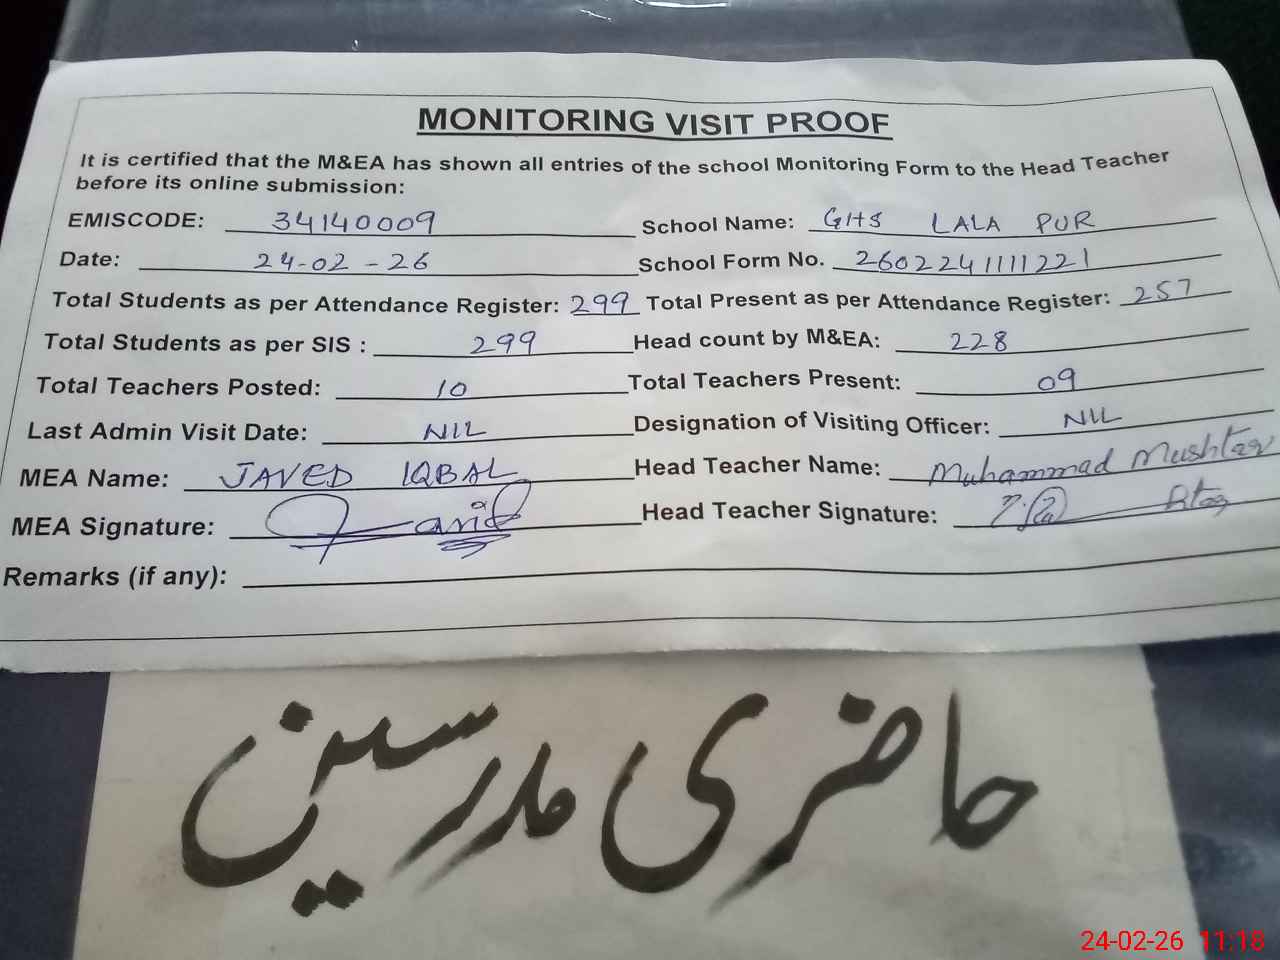 MONITORING VISIT PROOF
It is certified that the M&EA has shown all entries of the school Monitoring Form to the Head Teacher
before its online submission:
EMISCODE: 34140009 School Name: GHS LALA PUR
Date: 24-02-26 School Form No. 2602241111221
Total Students as per Attendance Register: 299 Total Present as per Attendance Register: 257
Total Students as per SIS : 299 Head count by M&EA: 228
Total Teachers Posted: 10 Total Teachers Present: 09
Last Admin Visit Date: NIL Designation of Visiting Officer: NIL
MEA Name: JAVED IQBAL Head Teacher Name: Muhammad Mushtaq
MEA Signature: Head Teacher Signature:
Remarks (if any):
حاضری مدرسین
24-02-26 11:18